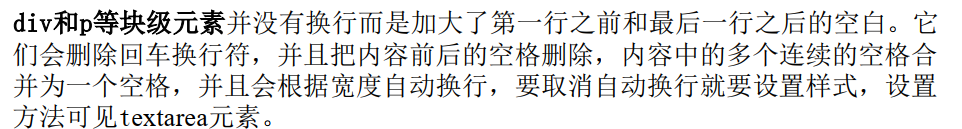 div和p等块级元素并没有换行而是加大了第一行之前和最后一行之后的空白。它
们会删除回车换行符，并且把内容前后的空格删除，内容中的多个连续的空格合
并为一个空格，并且会根据宽度自动换行，要取消自动换行就要设置样式，设置
方法可见textarea元素。